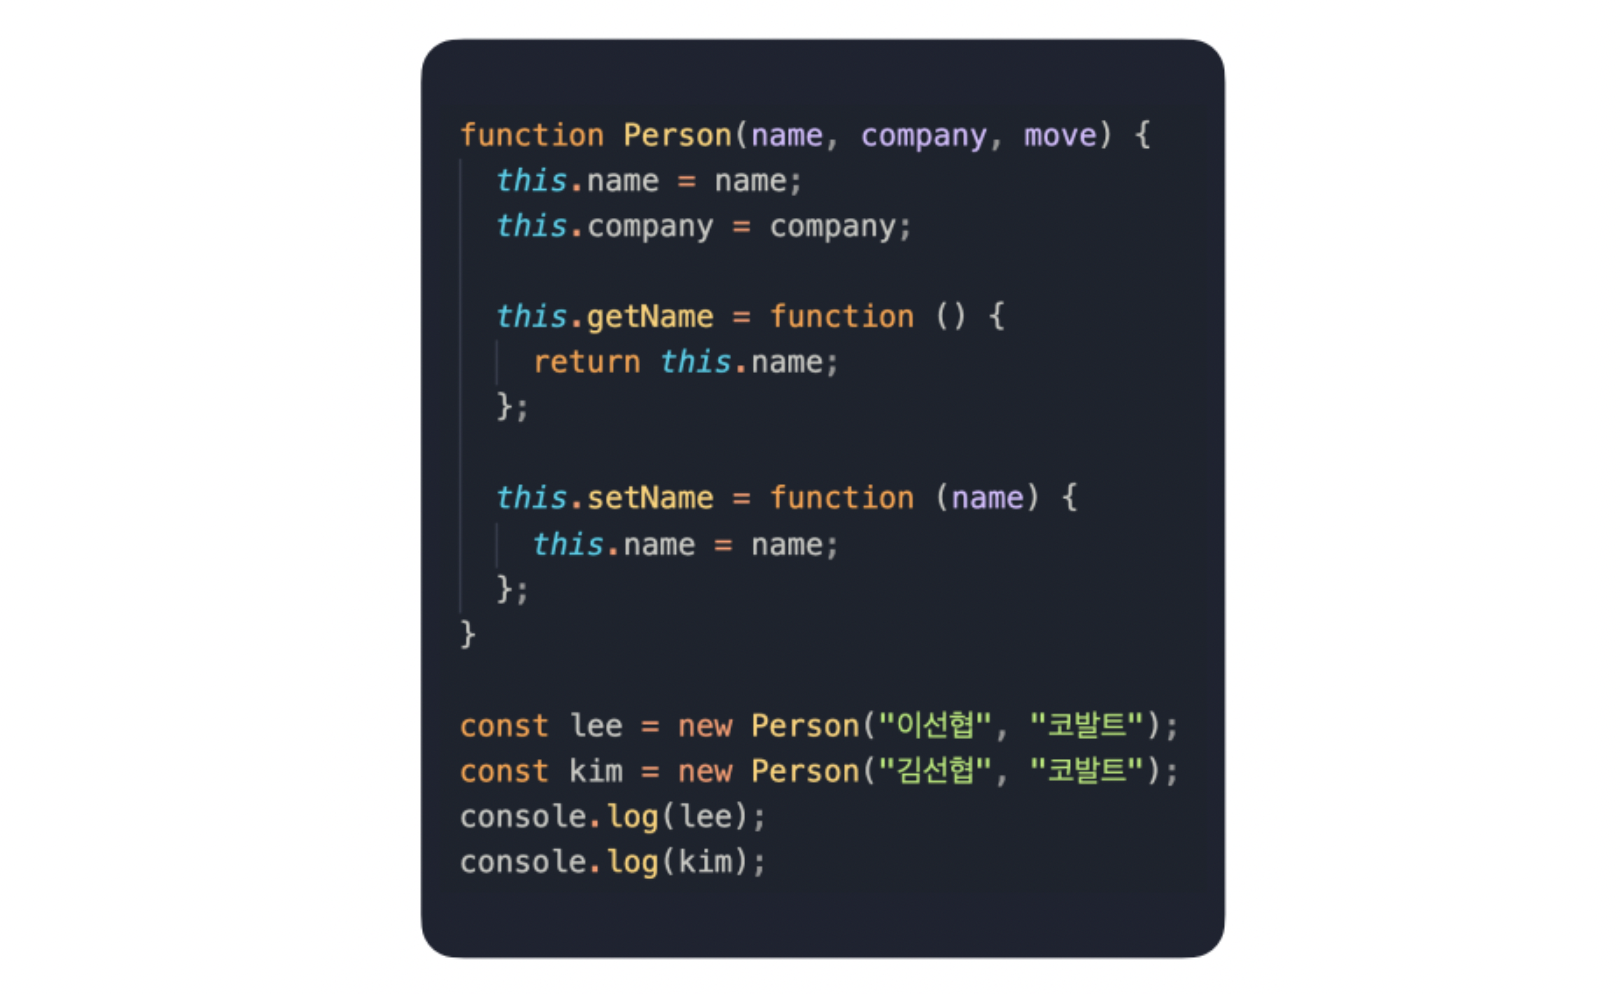 function Person(name, company, move) {
  this.name = name;
  this.company = company;

  this.getName = function () {
    return this.name;
  };

  this.setName = function (name) {
    this.name = name;
  };
}

const lee = new Person("이선협", "코발트");
const kim = new Person("김선협", "코발트");
console.log(lee);
console.log(kim);